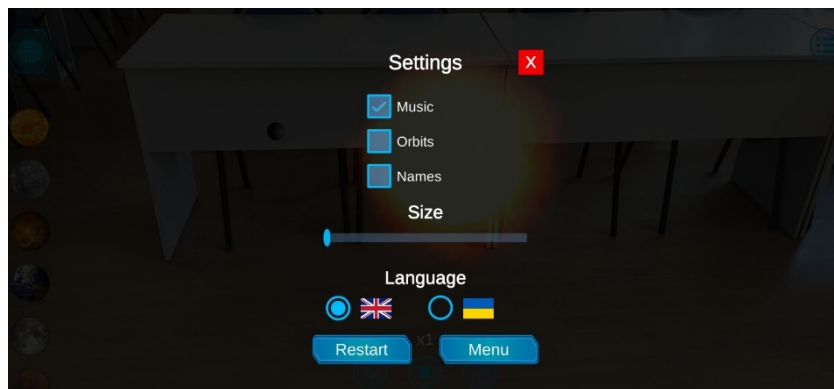 Settings
X
Music
Orbits
Names
Size
Language
x1
Restart
Menu